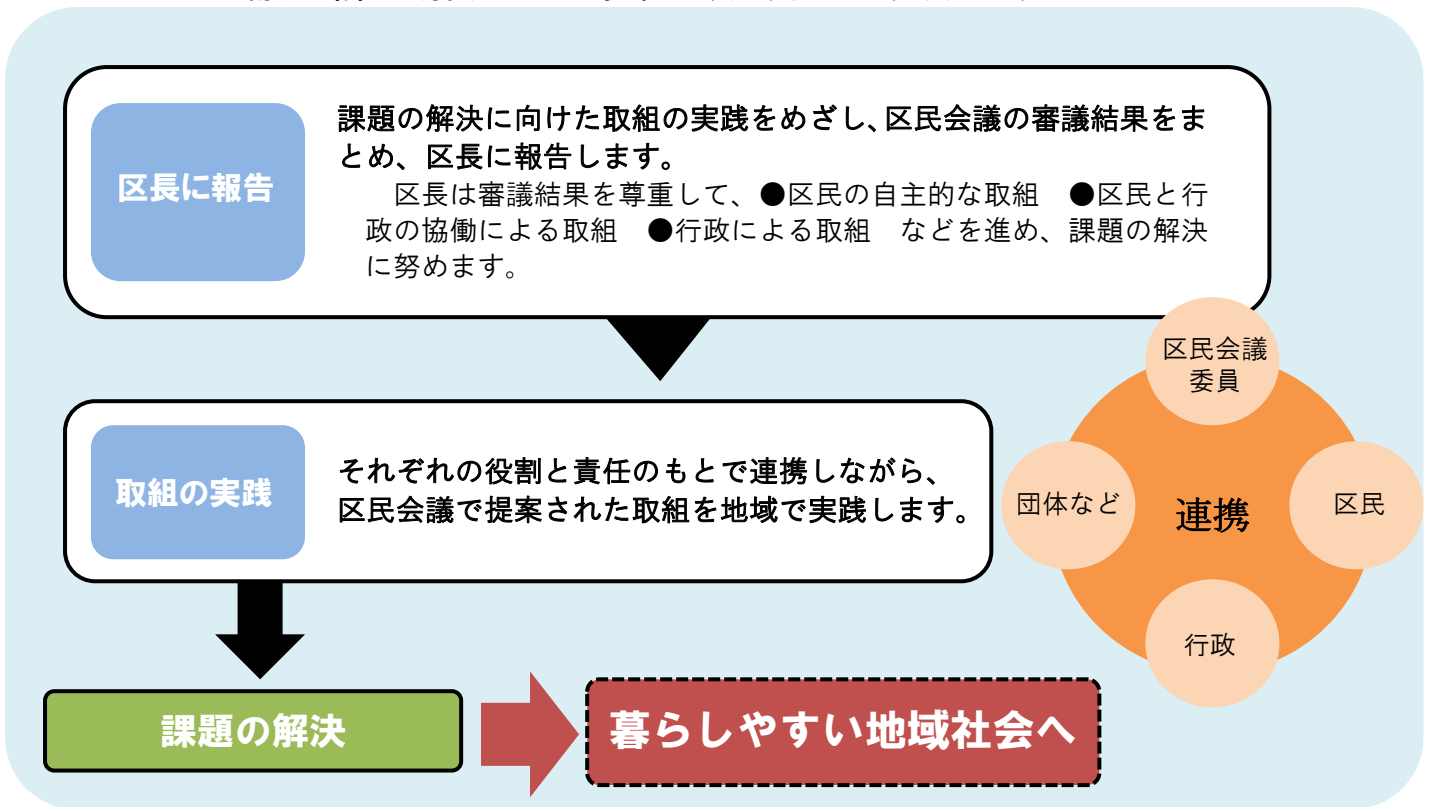 区長に報告
課題の解決に向けた取組の実践をめざし、区民会議の審議結果をま
とめ、区長に報告します。
区長は審議結果を尊重して、●区民の自主的な取組　●区民と行
政の協働による取組　●行政による取組　などを進め、課題の解決
に努めます。
取組の実践
それぞれの役割と責任のもとで連携しながら、
区民会議で提案された取組を地域で実践します。
区民会議
委員
団体など
連携
区民
行政
課題の解決
暮らしやすい地域社会へ